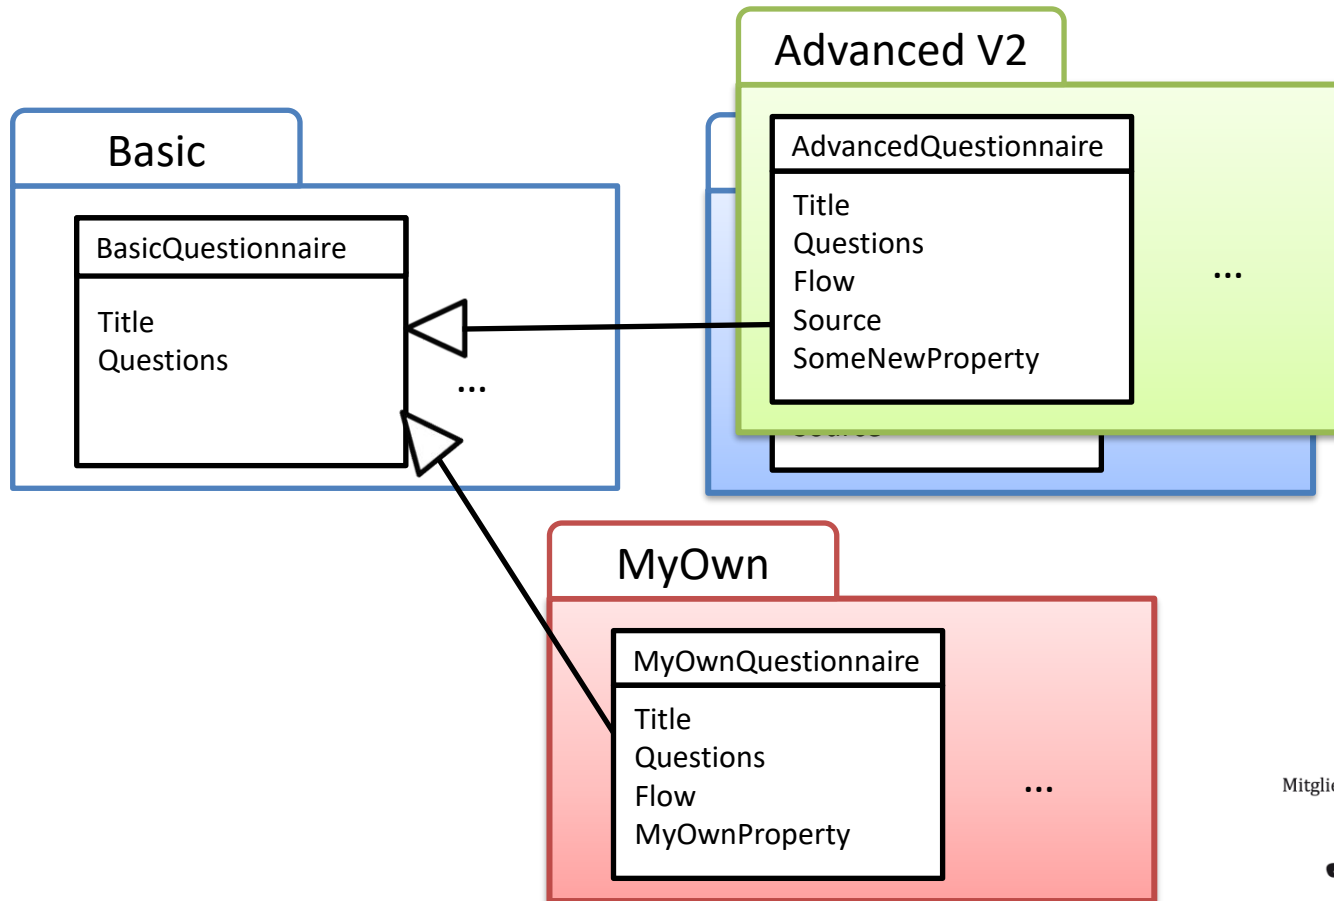 Advanced V2
Basic
AdvancedQuestionnaire
Title
Questions
Flow
Source
SomeNewProperty
...
BasicQuestionnaire
Title
Questions
...
MyOwn
MyOwnQuestionnaire
Title
Questions
Flow
MyOwnProperty
...